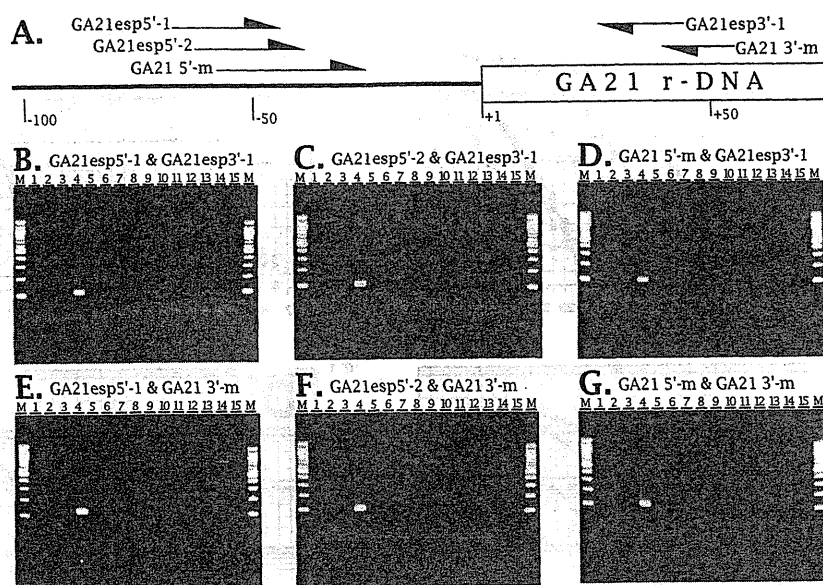 A.
GA21esp5'-1
GA21esp5'-2
GA21 5'-m
GA21esp3'-1
GA21 3'-m
GA21 r-DNA
-100
-50
+1
+50
B. GA21esp5'-1 & GA21esp3'-1
M 1 2 3 4 5 6 7 8 9 10 11 12 13 14 15 M
C. GA21esp5'-2 & GA21esp3'-1
M 1 2 3 4 5 6 7 8 9 10 11 12 13 14 15 M
D. GA21 5'-m & GA21esp3'-1
M 1 2 3 4 5 6 7 8 9 10 11 12 13 14 15 M
E. GA21esp5'-1 & GA21 3'-m
M 1 2 3 4 5 6 7 8 9 10 11 12 13 14 15 M
F. GA21esp5'-2 & GA21 3'-m
M 1 2 3 4 5 6 7 8 9 10 11 12 13 14 15 M
G. GA21 5'-m & GA21 3'-m
M 1 2 3 4 5 6 7 8 9 10 11 12 13 14 15 M